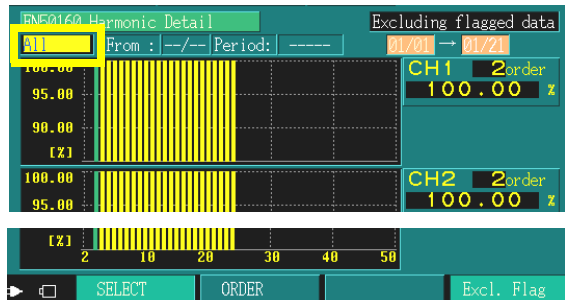 EN50160 Harmonic Detail Excluding flagged data
All From : --/-- Period: ----- 01/01 → 01/21
100.00 CH1 2order
95.00 100.00 %
90.00
[%]
100.00 CH2 2order
95.00 100.00 %
[%]
2 10 20 30 40 50
SELECT ORDER Excl. Flag